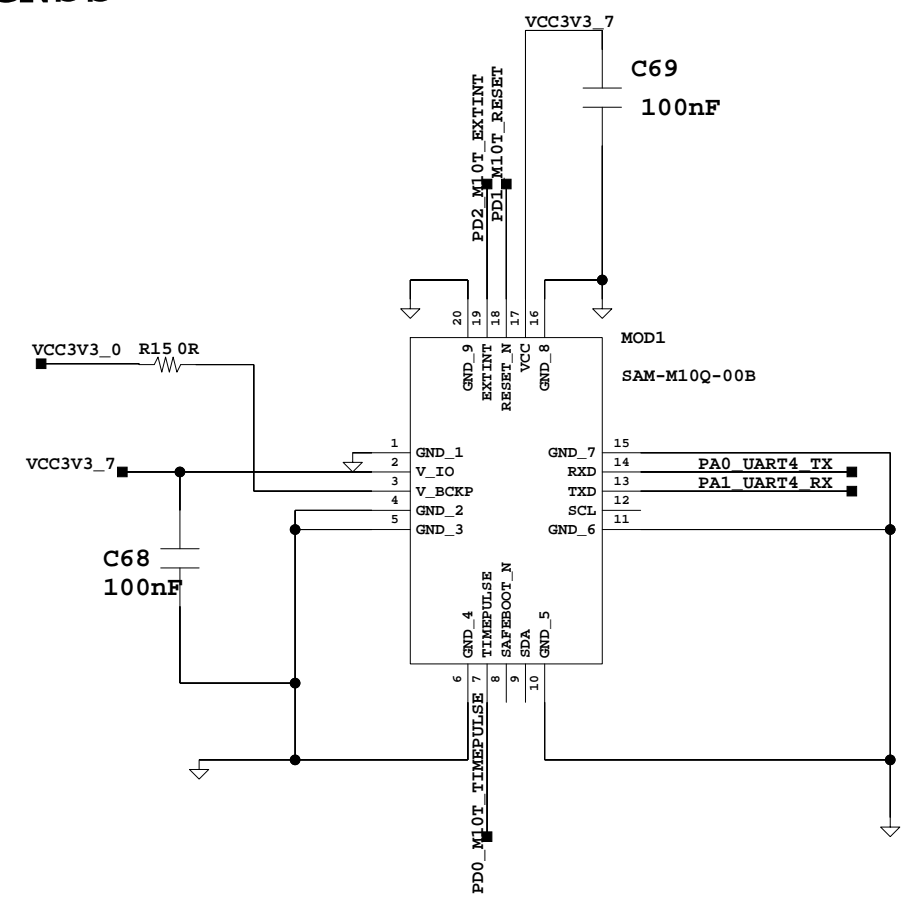 VCC3V3_7
C69
100nF
PD2_M10T_EXTINT
PD1_M10T_RESET
20
19
18
17
16
GND_9
EXTINT
RESET_N
VCC
GND_8
MOD1
SAM-M10Q-00B
VCC3V3_0
R15 0R
VCC3V3_7
1
2
3
4
5
GND_1
V_IO
V_BCKP
GND_2
GND_3
GND_7
RXD
TXD
SCL
GND_6
15
14
13
12
11
PA0_UART4_TX
PA1_UART4_RX
C68
100nF
GND_4
TIMEPULSE
SAFEBOOT_N
SDA
GND_5
6
7
8
9
10
PD0_M10T_TIMEPULSE